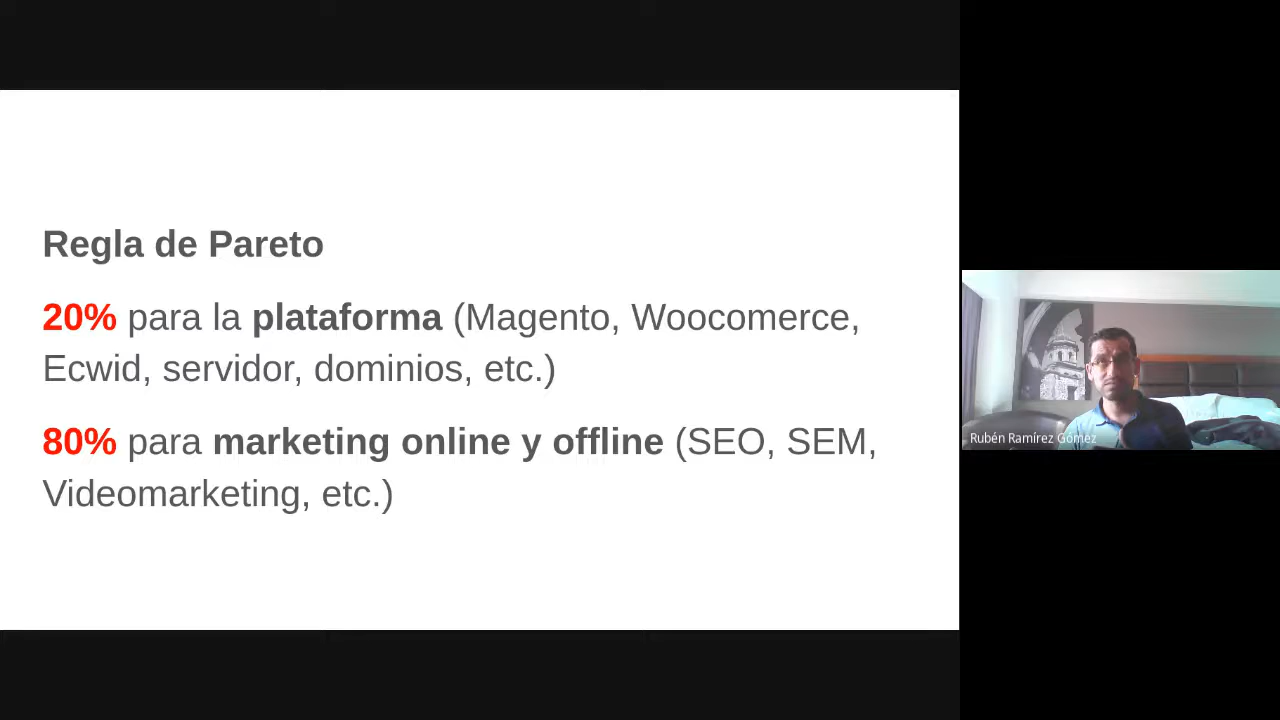 Regla de Pareto
20% para la plataforma (Magento, Woocomerce,
Ecwid, servidor, dominios, etc.)
80% para marketing online y offline (SEO, SEM,
Videomarketing, etc.)
Rubén Ramírez Gómez